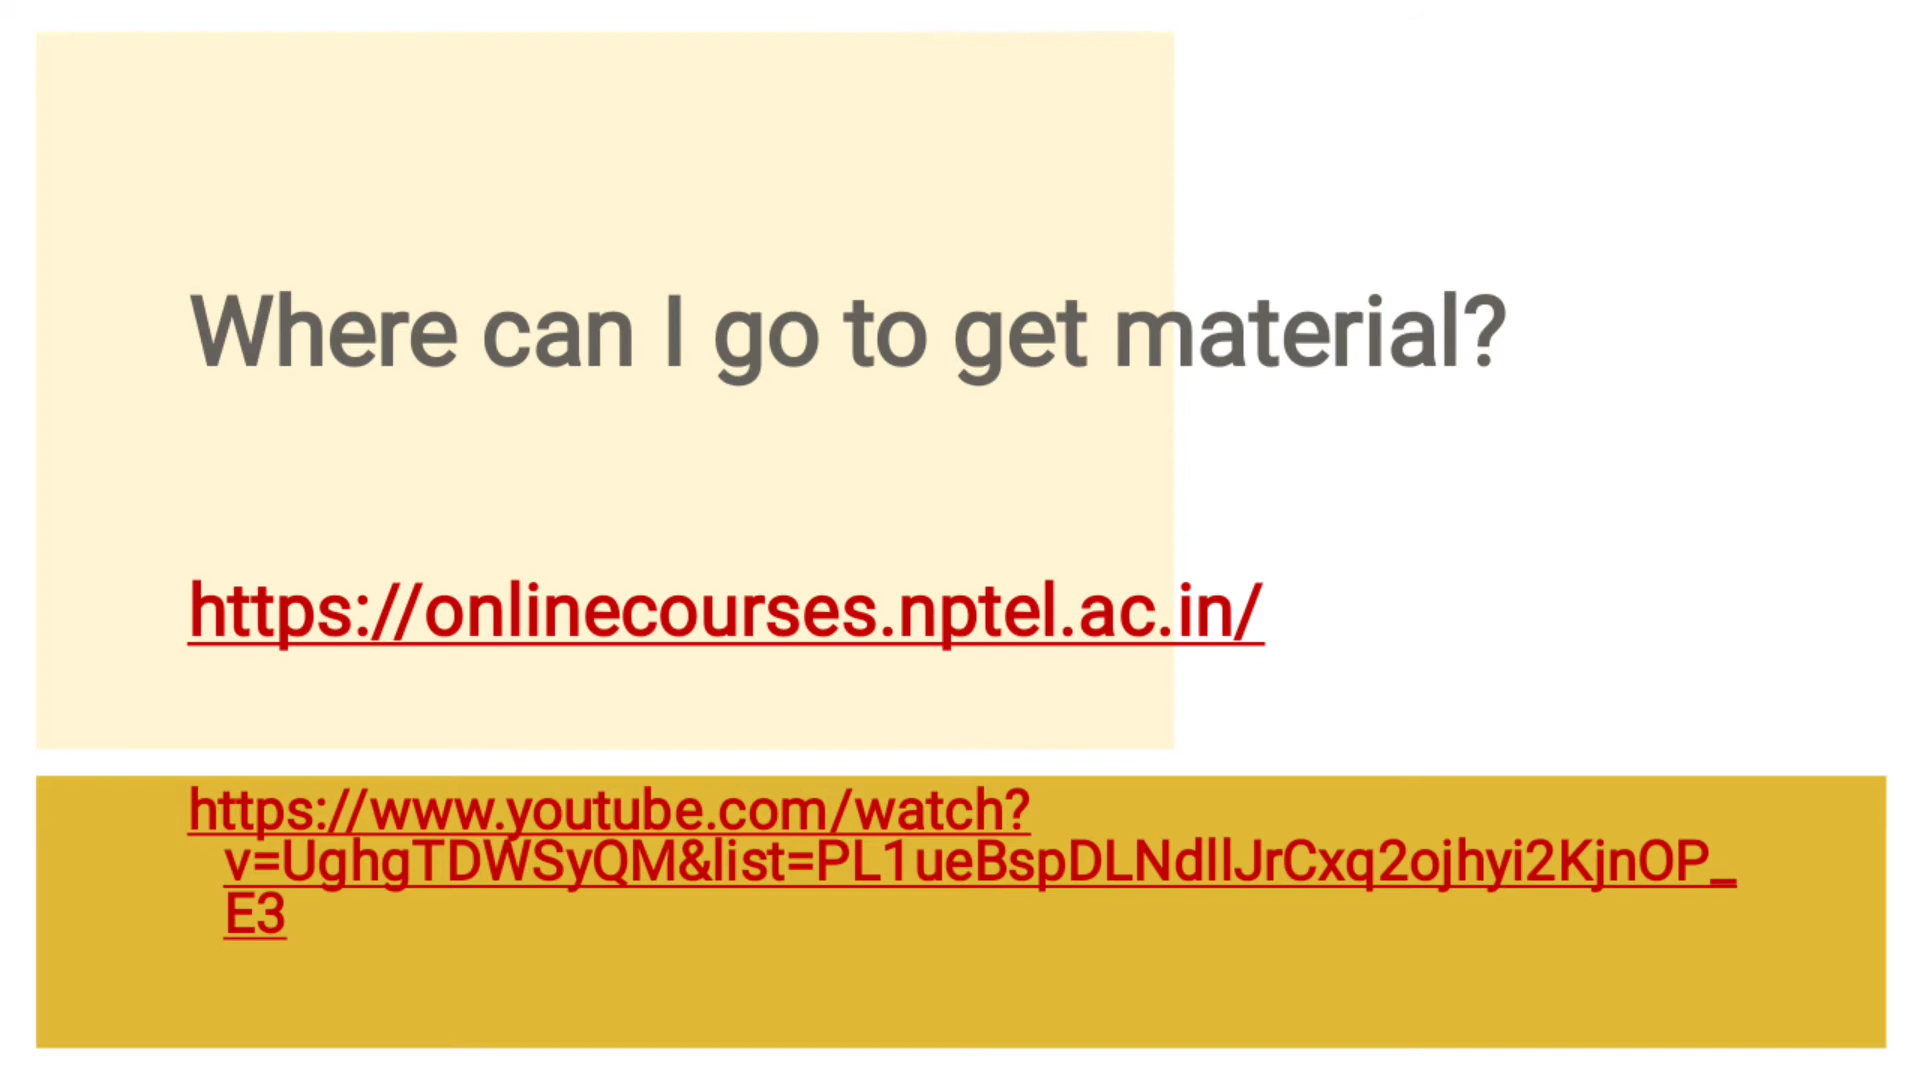 Where can I go to get material?
https://onlinecourses.nptel.ac.in/
https://www.youtube.com/watch?
v=UghgTDWSyQM&list=PL1ueBspDLNdllJrCxq2ojhyi2KjnOP_
E3